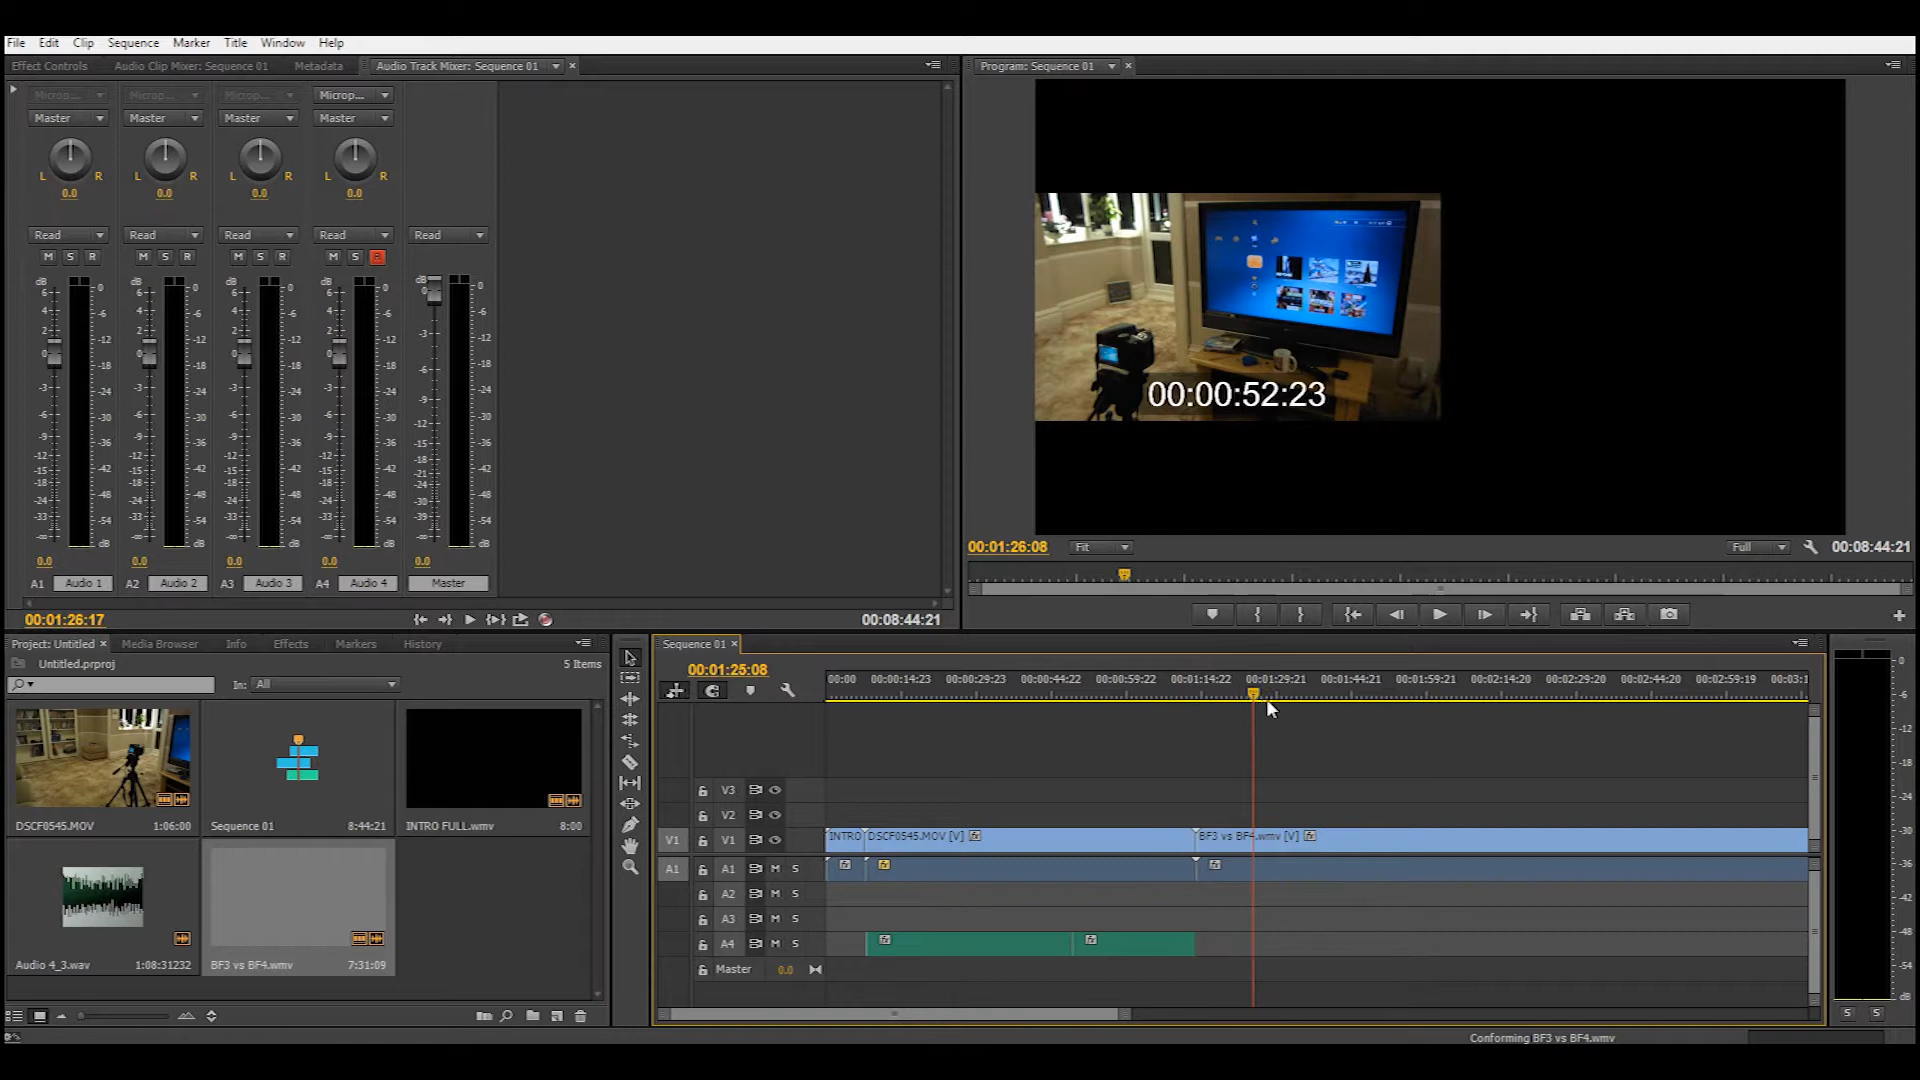 File Edit Clip Sequence Marker Title Window Help
Effect Controls Audio Clip Mixer: Sequence 01 Metadata Audio Track Mixer: Sequence 01
Program: Sequence 01
Microp... Microp... Microp... Microp...
Master Master Master Master
L R L R L R L R
0.0 0.0 0.0 0.0
Read Read Read Read Read
M S R M S R M S R M S R
00:00:52:23
0.0 0.0 0.0 0.0 0.0
A1 Audio 1 A2 Audio 2 A3 Audio 3 A4 Audio 4 Master
00:01:26:17 00:08:44:21
00:01:26:08 Fit Full 00:08:44:21
Project: Untitled Media Browser Info Effects Markers History
Untitled.prproj 5 Items
In: All
DSCF0545.MOV 1:06:00
Sequence 01 8:44:21
INTRO FULL.wmv 8:00
Audio 4_3.wav 1:08:31232
BF3 vs BF4.wmv 7:31:09
Sequence 01
00:01:25:08
00:00 00:00:14:23 00:00:29:23 00:00:44:22 00:00:59:22 00:01:14:22 00:01:29:21 00:01:44:21 00:01:59:21 00:02:14:20 00:02:29:20 00:02:44:20 00:02:59:19 00:03:1
V3
V2
V1 V1 INTRO DSCF0545.MOV [V] BF3 vs BF4.wmv [V]
A1 A1 M S
A2 M S
A3 M S
A4 M S
Master 0.0
S S
Conforming BF3 vs BF4.wmv